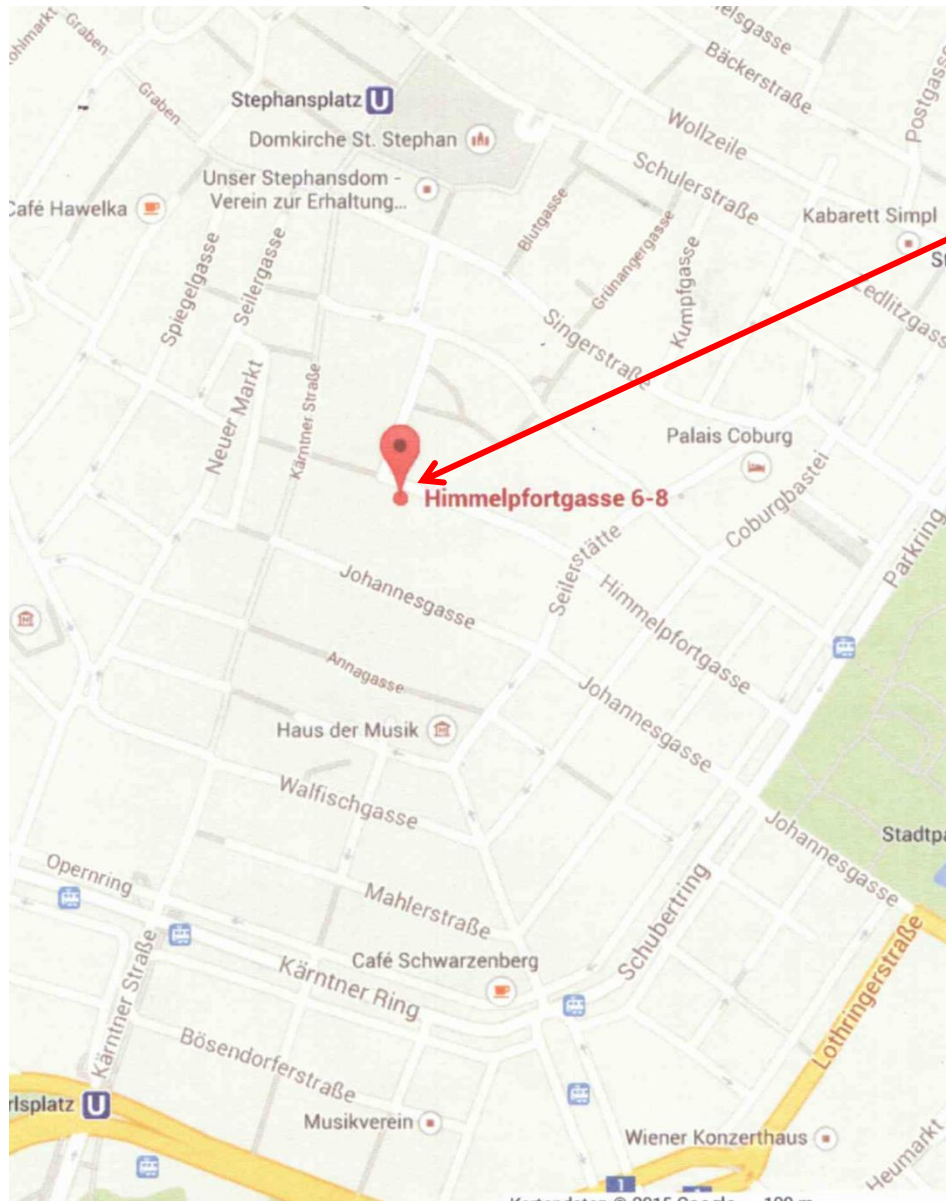 Graben
Graben
Bäckerstraße
Postgasse
Stephansplatz U
Wollzeile
Domkirche St. Stephan
Schulerstraße
Unser Stephansdom -
Verein zur Erhaltung...
Café Hawelka
Kabarett Simpl
Blutgasse
Grünangergasse
Kumpfgasse
Spiegelgasse
Seilergasse
Singerstraße
Neuer Markt
Kärntner Straße
Palais Coburg
Coburgbastei
Himmelpfortgasse 6-8
Parkring
Johannesgasse
Seilerstätte
Himmelpfortgasse
Annagasse
Johannesgasse
Haus der Musik
Walfischgasse
Johannesgasse
Stadtpa
Opernring
Mahlerstraße
Schubertring
Café Schwarzenberg
Kärntner Straße
Kärntner Ring
Lothringerstraße
Bösendorferstraße
rlsplatz U
Musikverein
Wiener Konzerthaus
Heumarkt
1